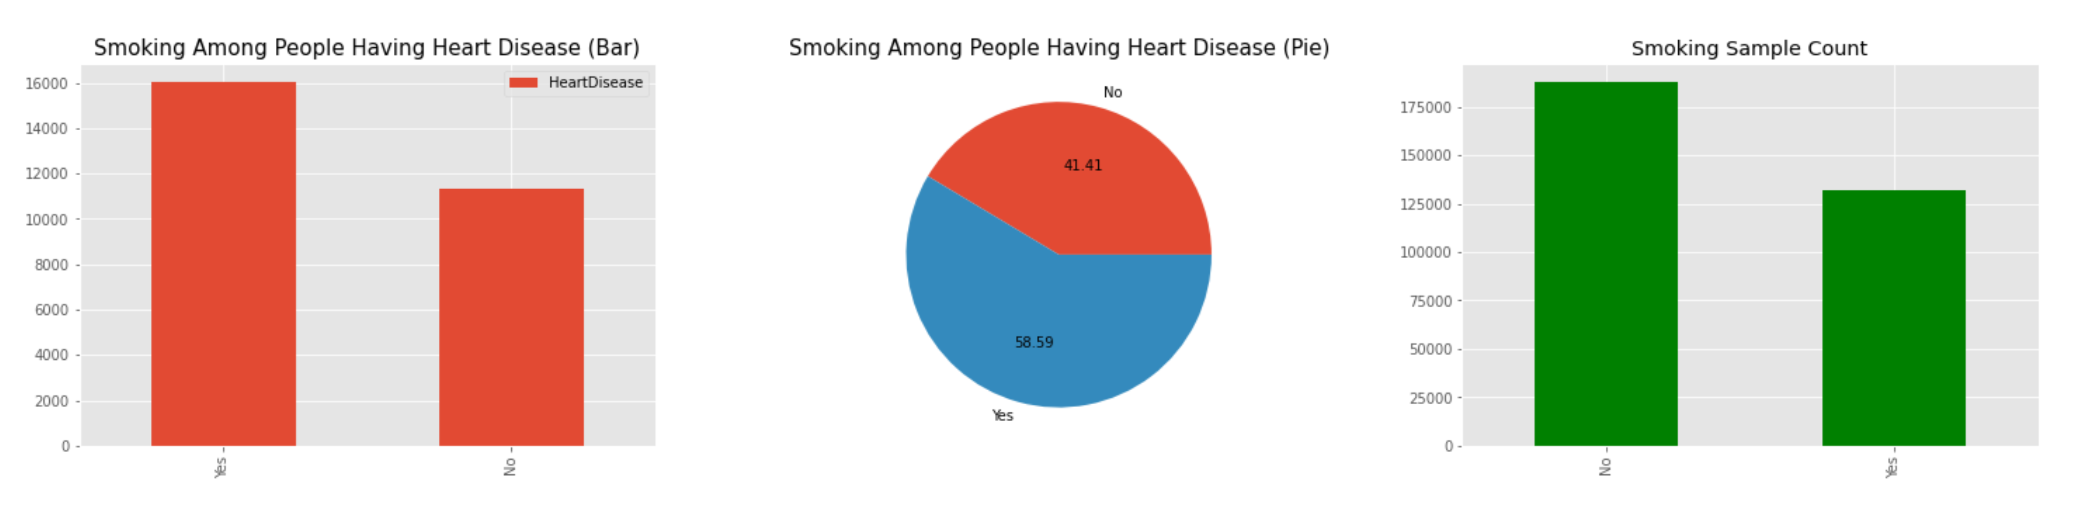 Smoking Among People Having Heart Disease (Bar)
HeartDisease
16000
14000
12000
10000
8000
6000
4000
2000
0
Yes
No
Smoking Among People Having Heart Disease (Pie)
No
41.41
58.59
Yes
Smoking Sample Count
175000
150000
125000
100000
75000
50000
25000
0
No
Yes